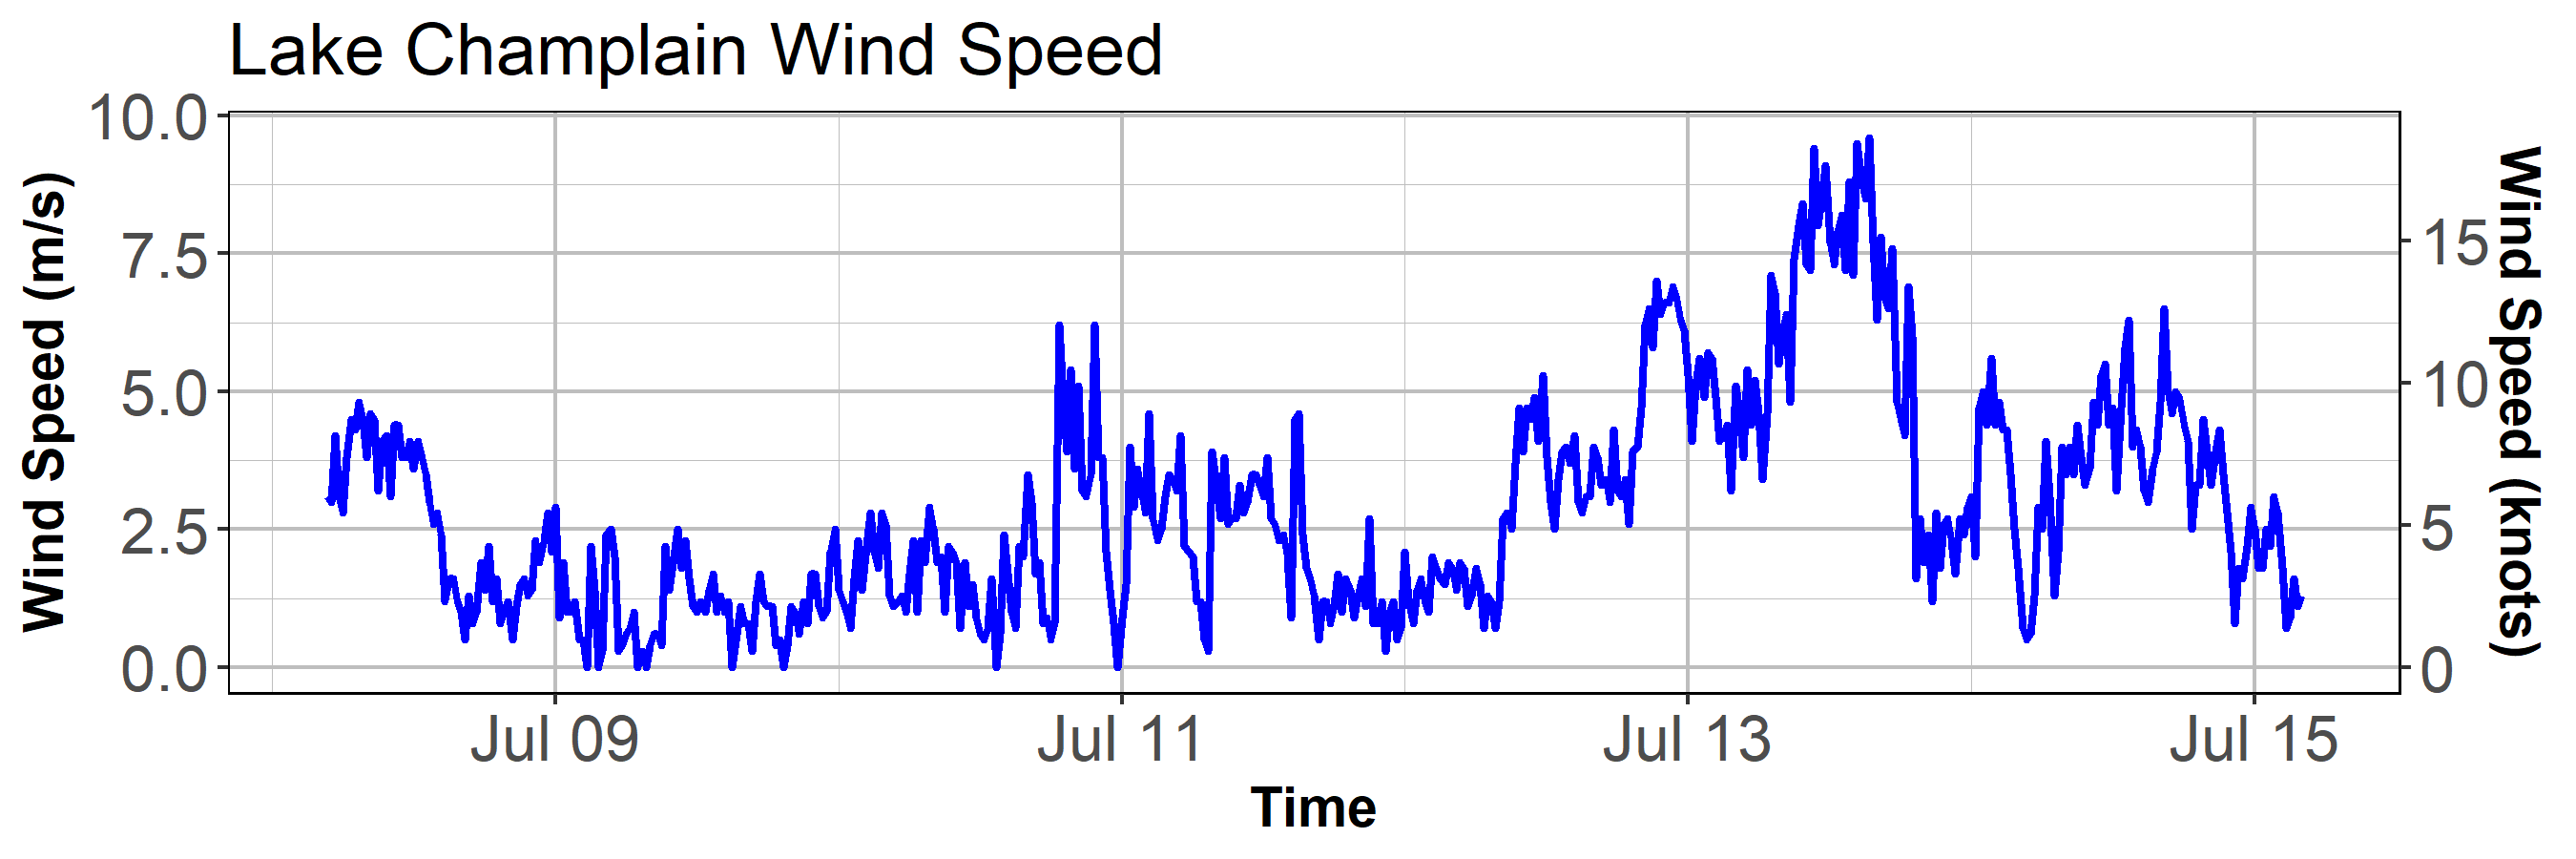 Lake Champlain Wind Speed
Wind Speed (m/s)
10.0
7.5
5.0
2.5
0.0
15
10
5
0
Wind Speed (knots)
Jul 09
Jul 11
Jul 13
Jul 15
Time